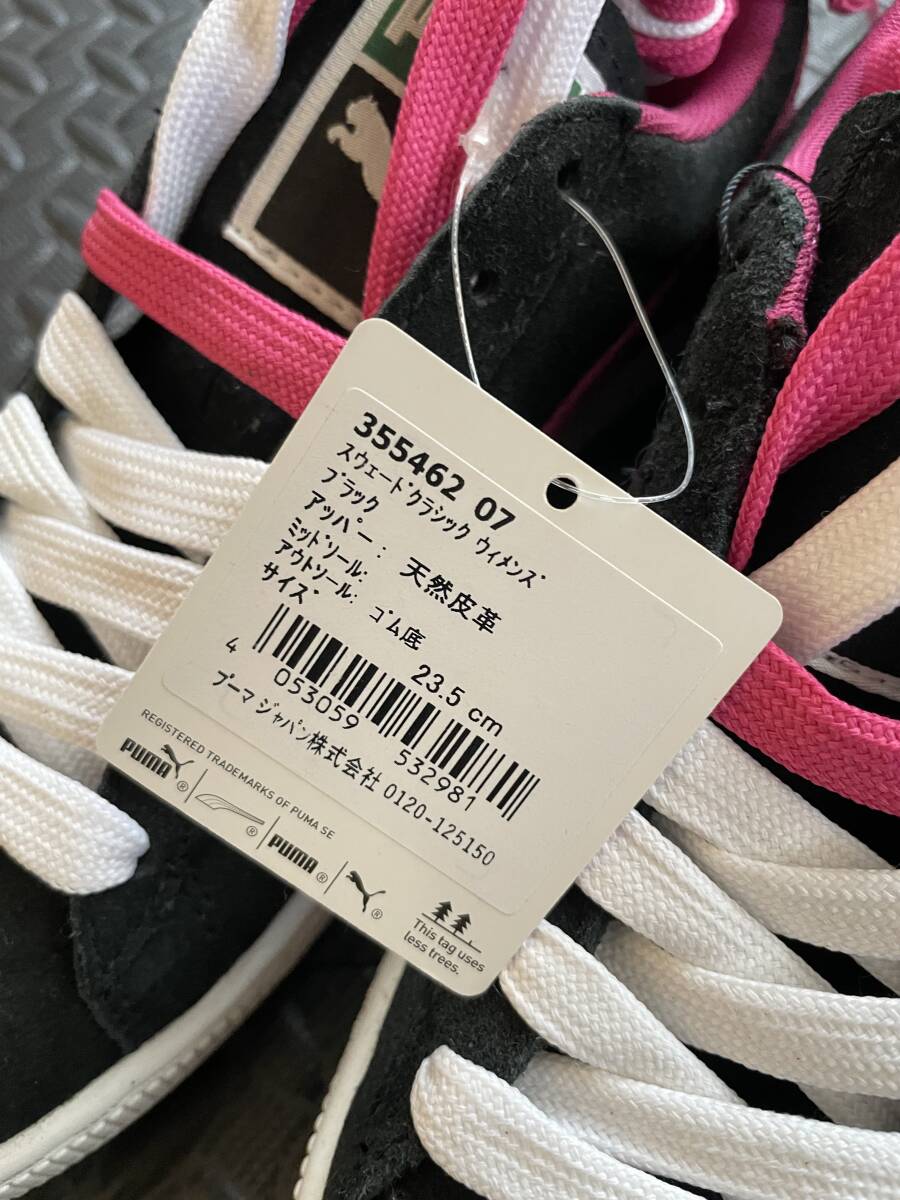 355462 07
スウェードクラシック ウィメンズ
ブラック
アッパー: 天然皮革
ミッドソール:
アウトソール: ゴム底
サイズ 23.5 cm
4 053059 532981
プーマ ジャパン株式会社 0120-125150
REGISTERED TRADEMARKS OF PUMA SE
PUMA® ® PUMA® ®
This tag uses
less trees.